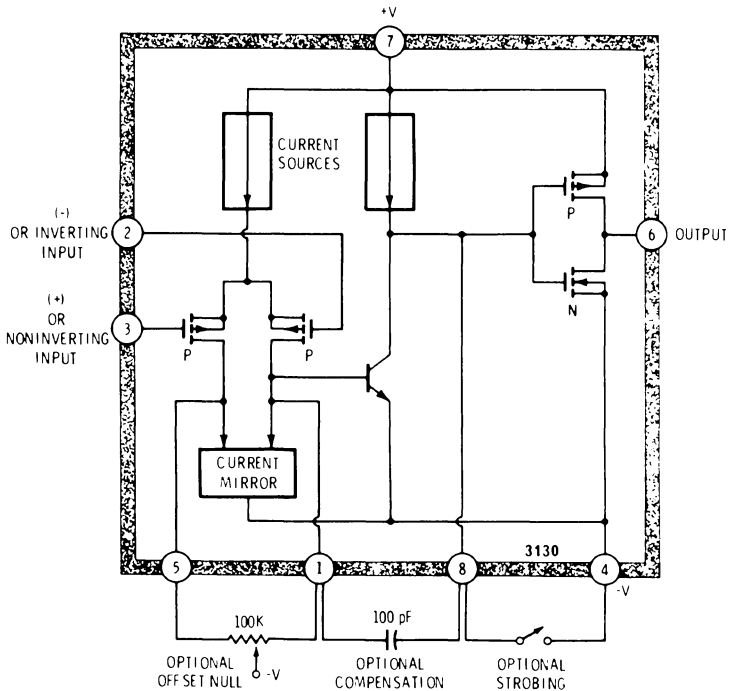 +V
7
CURRENT
SOURCES
(-)
OR INVERTING
INPUT
2
P
6
OUTPUT
(+)
OR
NONINVERTING
INPUT
3
P
P
N
CURRENT
MIRROR
3130
5
1
8
4
-V
100K
100 pF
OPTIONAL
OFFSET NULL
-V
OPTIONAL
COMPENSATION
OPTIONAL
STROBING